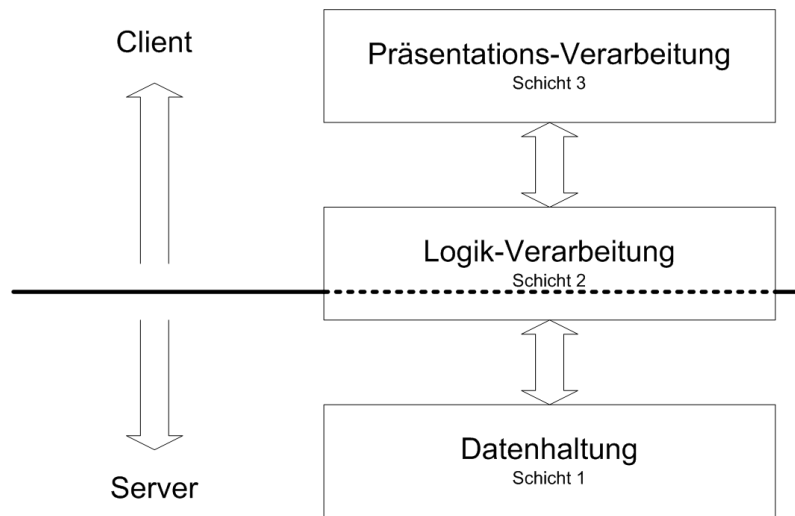 Client
Präsentations-Verarbeitung
Schicht 3
Logik-Verarbeitung
Schicht 2
Datenhaltung
Schicht 1
Server